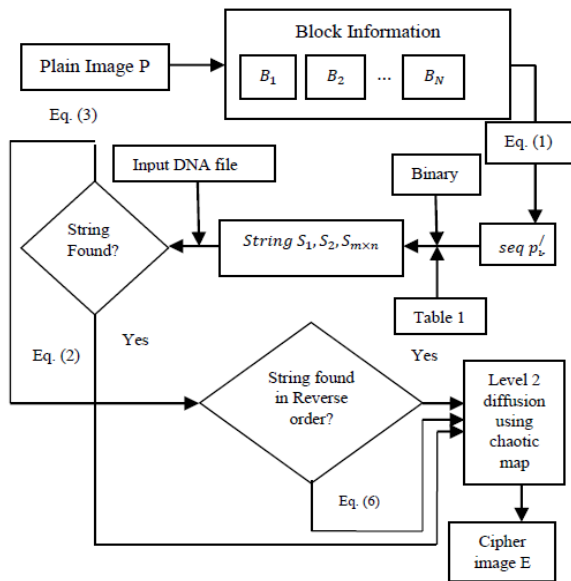 Block Information
Plain Image P
B₁
B₂
...
B_N
Eq. (3)
Eq. (1)
Input DNA file
Binary
String
Found?
String S₁, S₂, S_{m×n}
seq p
Table 1
Eq. (2)
Yes
Yes
String found
in Reverse
order?
Level 2
diffusion
using
chaotic
map
Eq. (6)
Cipher
image E